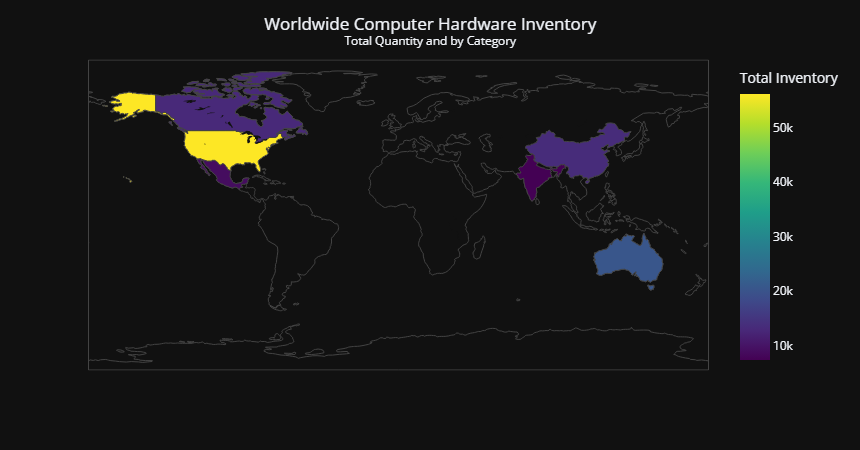 Worldwide Computer Hardware Inventory
Total Quantity and by Category
Total Inventory
50k
40k
30k
20k
10k